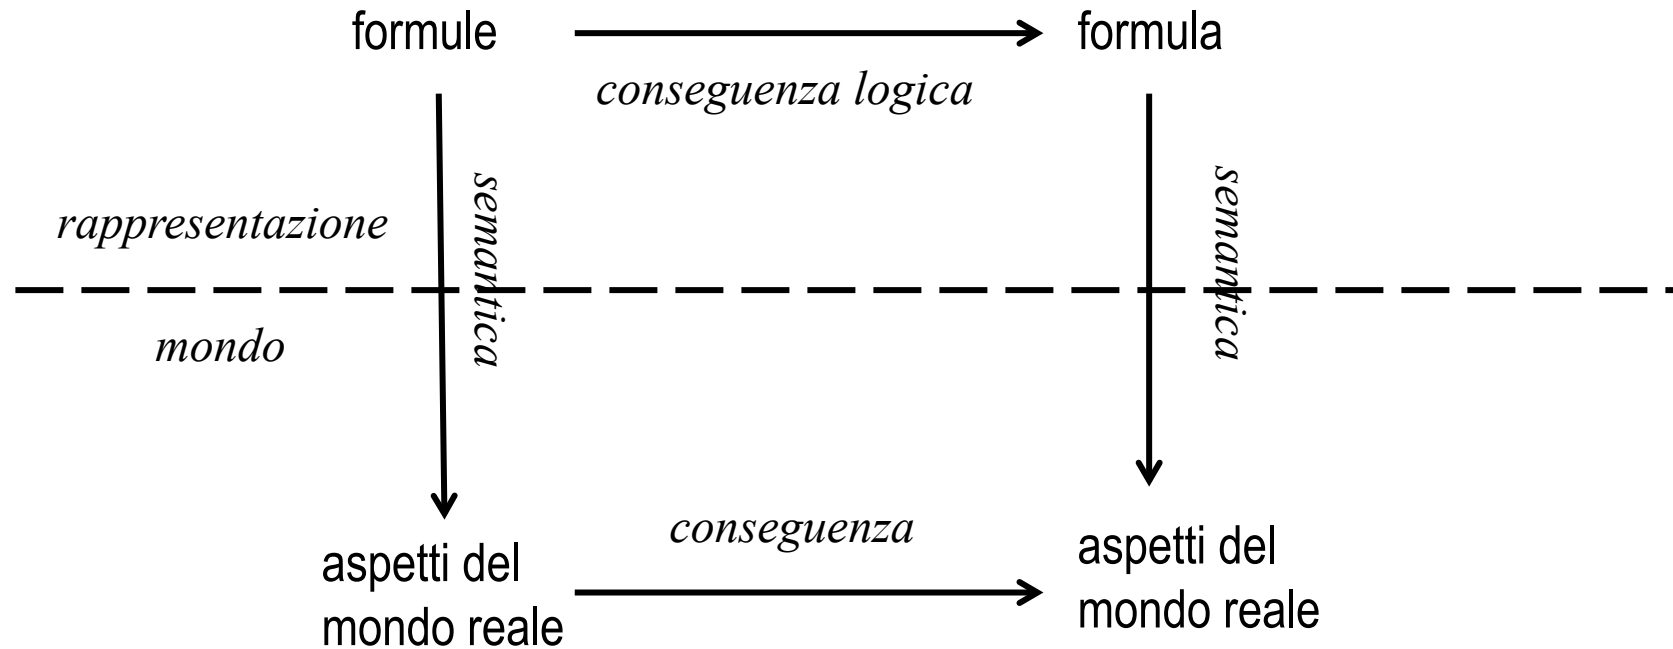 formule
formula
conseguenza logica
semantica
semantica
rappresentazione
mondo
conseguenza
aspetti del
mondo reale
aspetti del
mondo reale